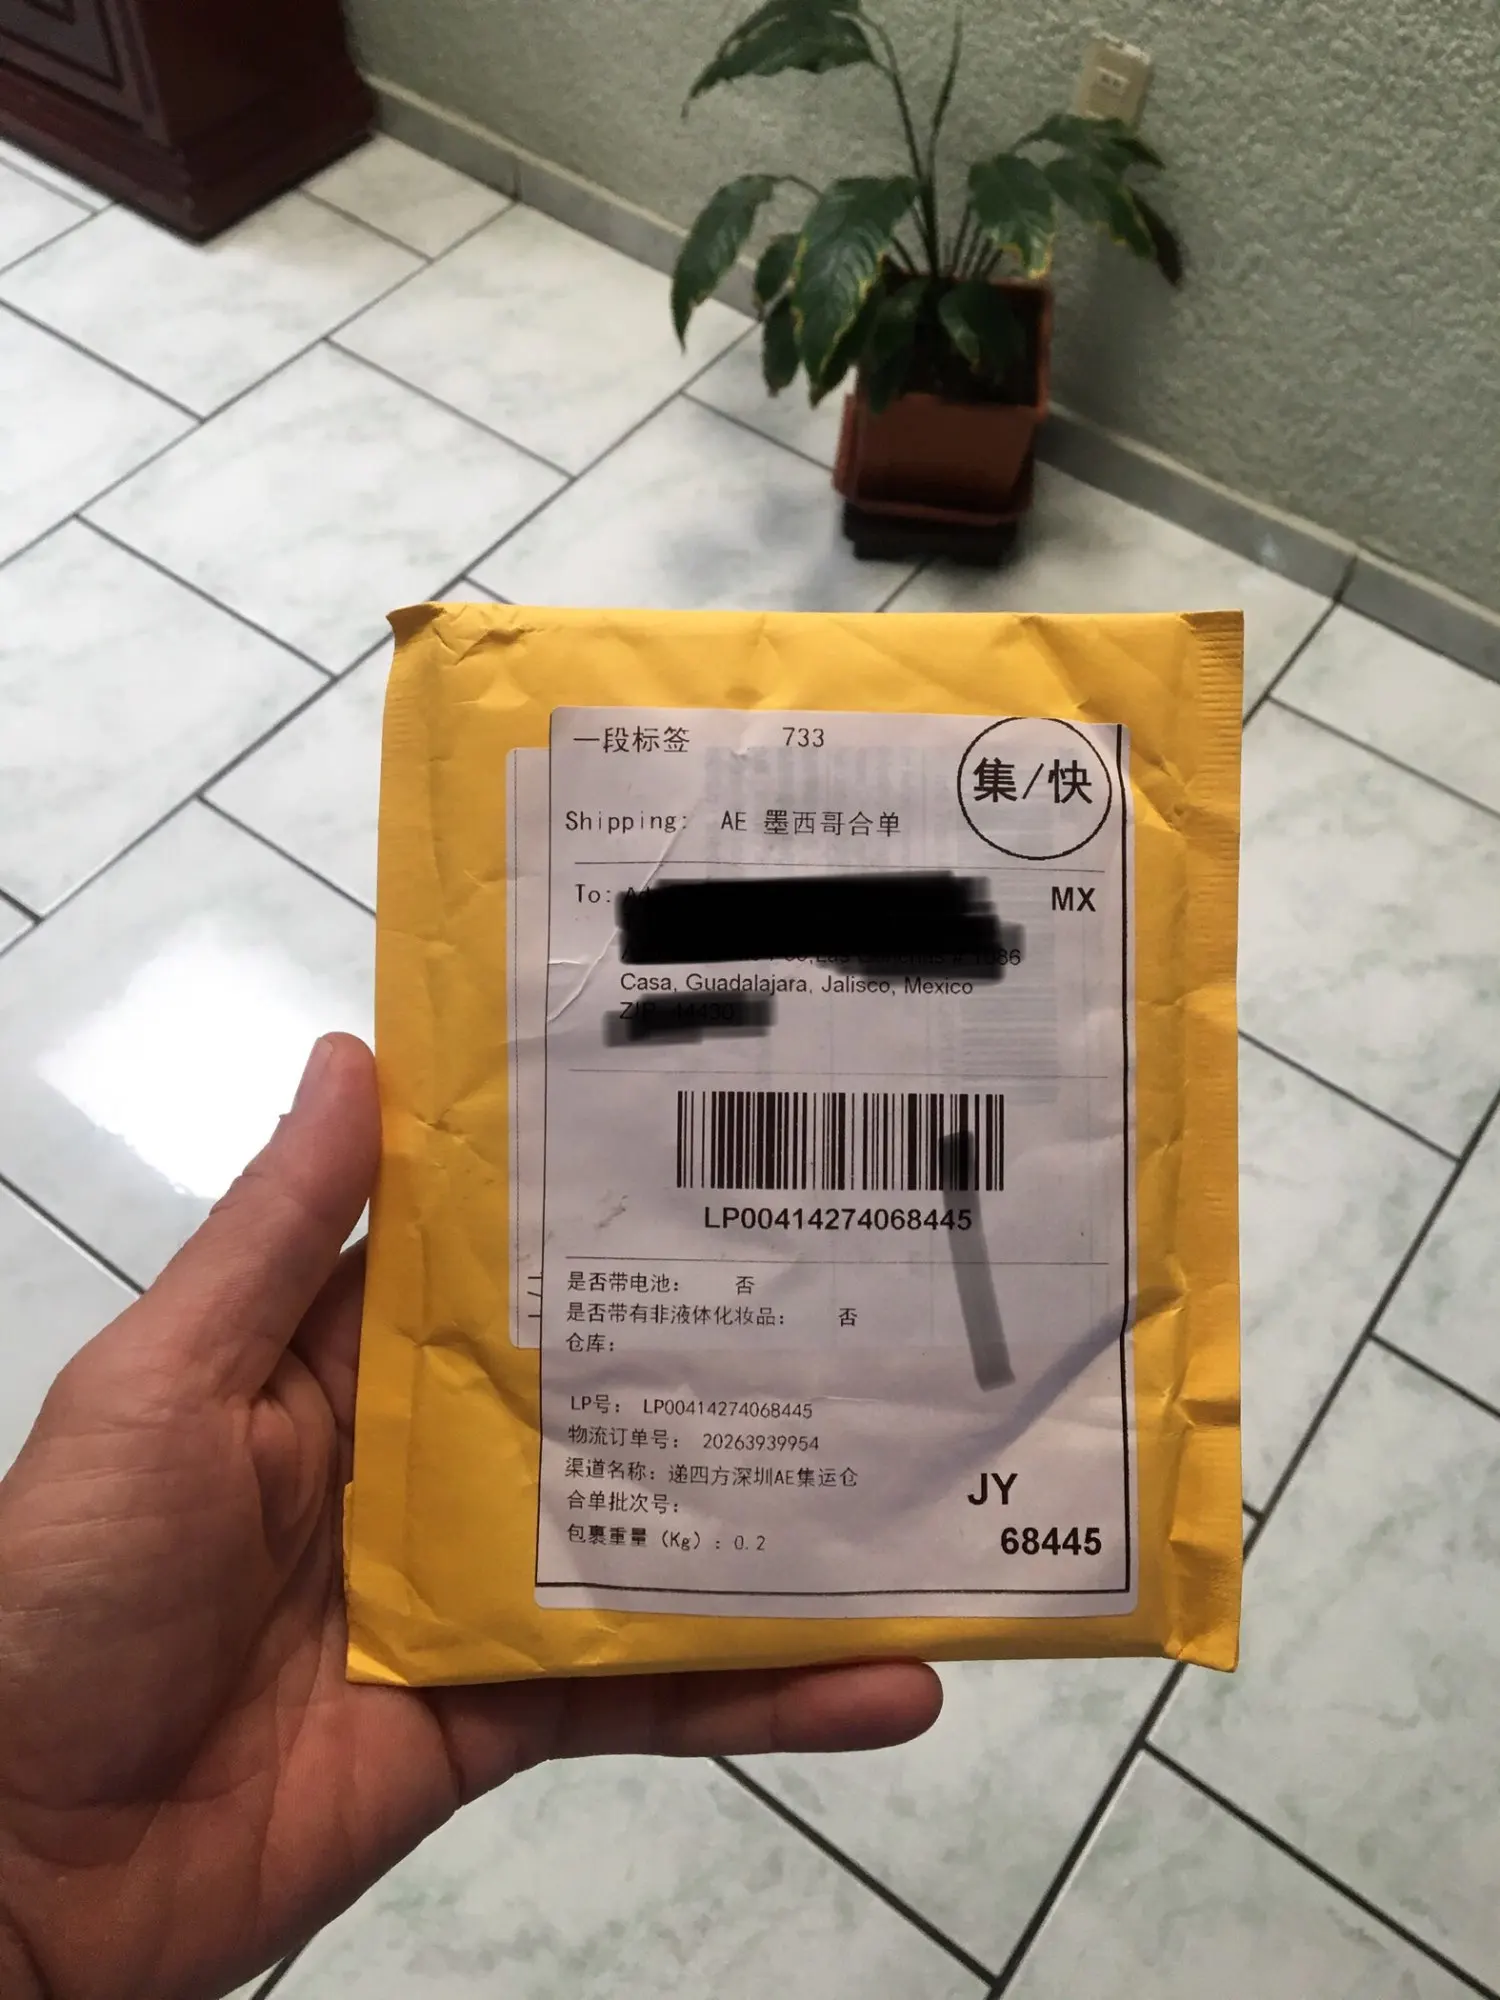 一段标签 733
集/快
Shipping: AE 墨西哥合单
To:
MX
Casa, Guadalajara, Jalisco, Mexico
LP00414274068445
是否带电池: 否
是否带有非液体化妆品: 否
仓库:
LP号: LP00414274068445
物流订单号: 20263939954
渠道名称: 递四方深圳AE集运仓
合单批次号:
包裹重量 (Kg) : 0.2
JY
68445